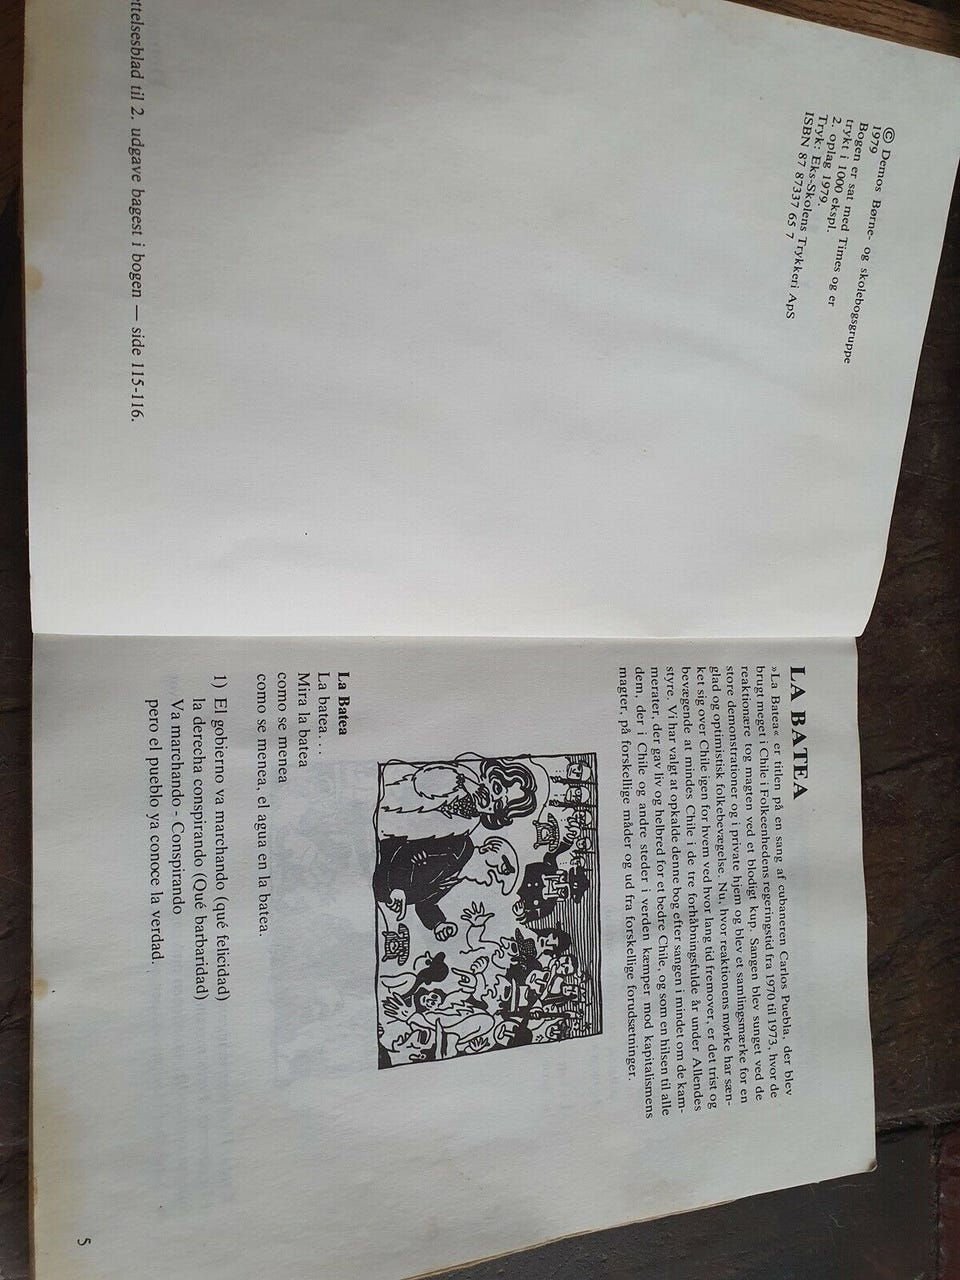 © Demos Børne- og skolebogsgruppe
1979
Bogen er sat med Times og er
trykt i 1000 ekspl.
2. oplag 1979.
Tryk: Eks-Skolens Trykkeri ApS
ISBN 87 87337 65 7
ettelsesblad til 2. udgave bagest i bogen — side 115-116.
LA BATEA
»La Batea« er titlen på en sang af cubaneren Carlos Puebla, der blev
brugt meget i Chile i Folkeenhedens regeringstid fra 1970 til 1973, hvor de
reaktionære tog magten ved et blodigt kup. Sangen blev sunget ved de
store demonstrationer og i private hjem og blev et samlingsmærke for en
glad og optimistisk folkebevægelse. Nu, hvor reaktionens mørke har sæn-
ket sig over Chile igen for hvem ved hvor lang tid fremover, er det trist og
bevægende at mindes Chile i de tre forhåbningsfulde år under Allendes
styre. Vi har valgt at opkalde denne bog efter sangen i mindet om de kam-
merater, der gav liv og helbred for et bedre Chile, og som en hilsen til alle
dem, der i Chile og andre steder i verden kæmper mod kapitalismens
magter, på forskellige måder og ud fra forskellige forudsætninger.
La Batea
La batea...
Mira la batea
como se menea
como se menea, el agua en la batea.
1) El gobierno va marchando (qué felicidad)
la derecha conspirando (Qué barbaridad)
Va marchando - Conspirando
pero el pueblo ya conoce la verdad.
5